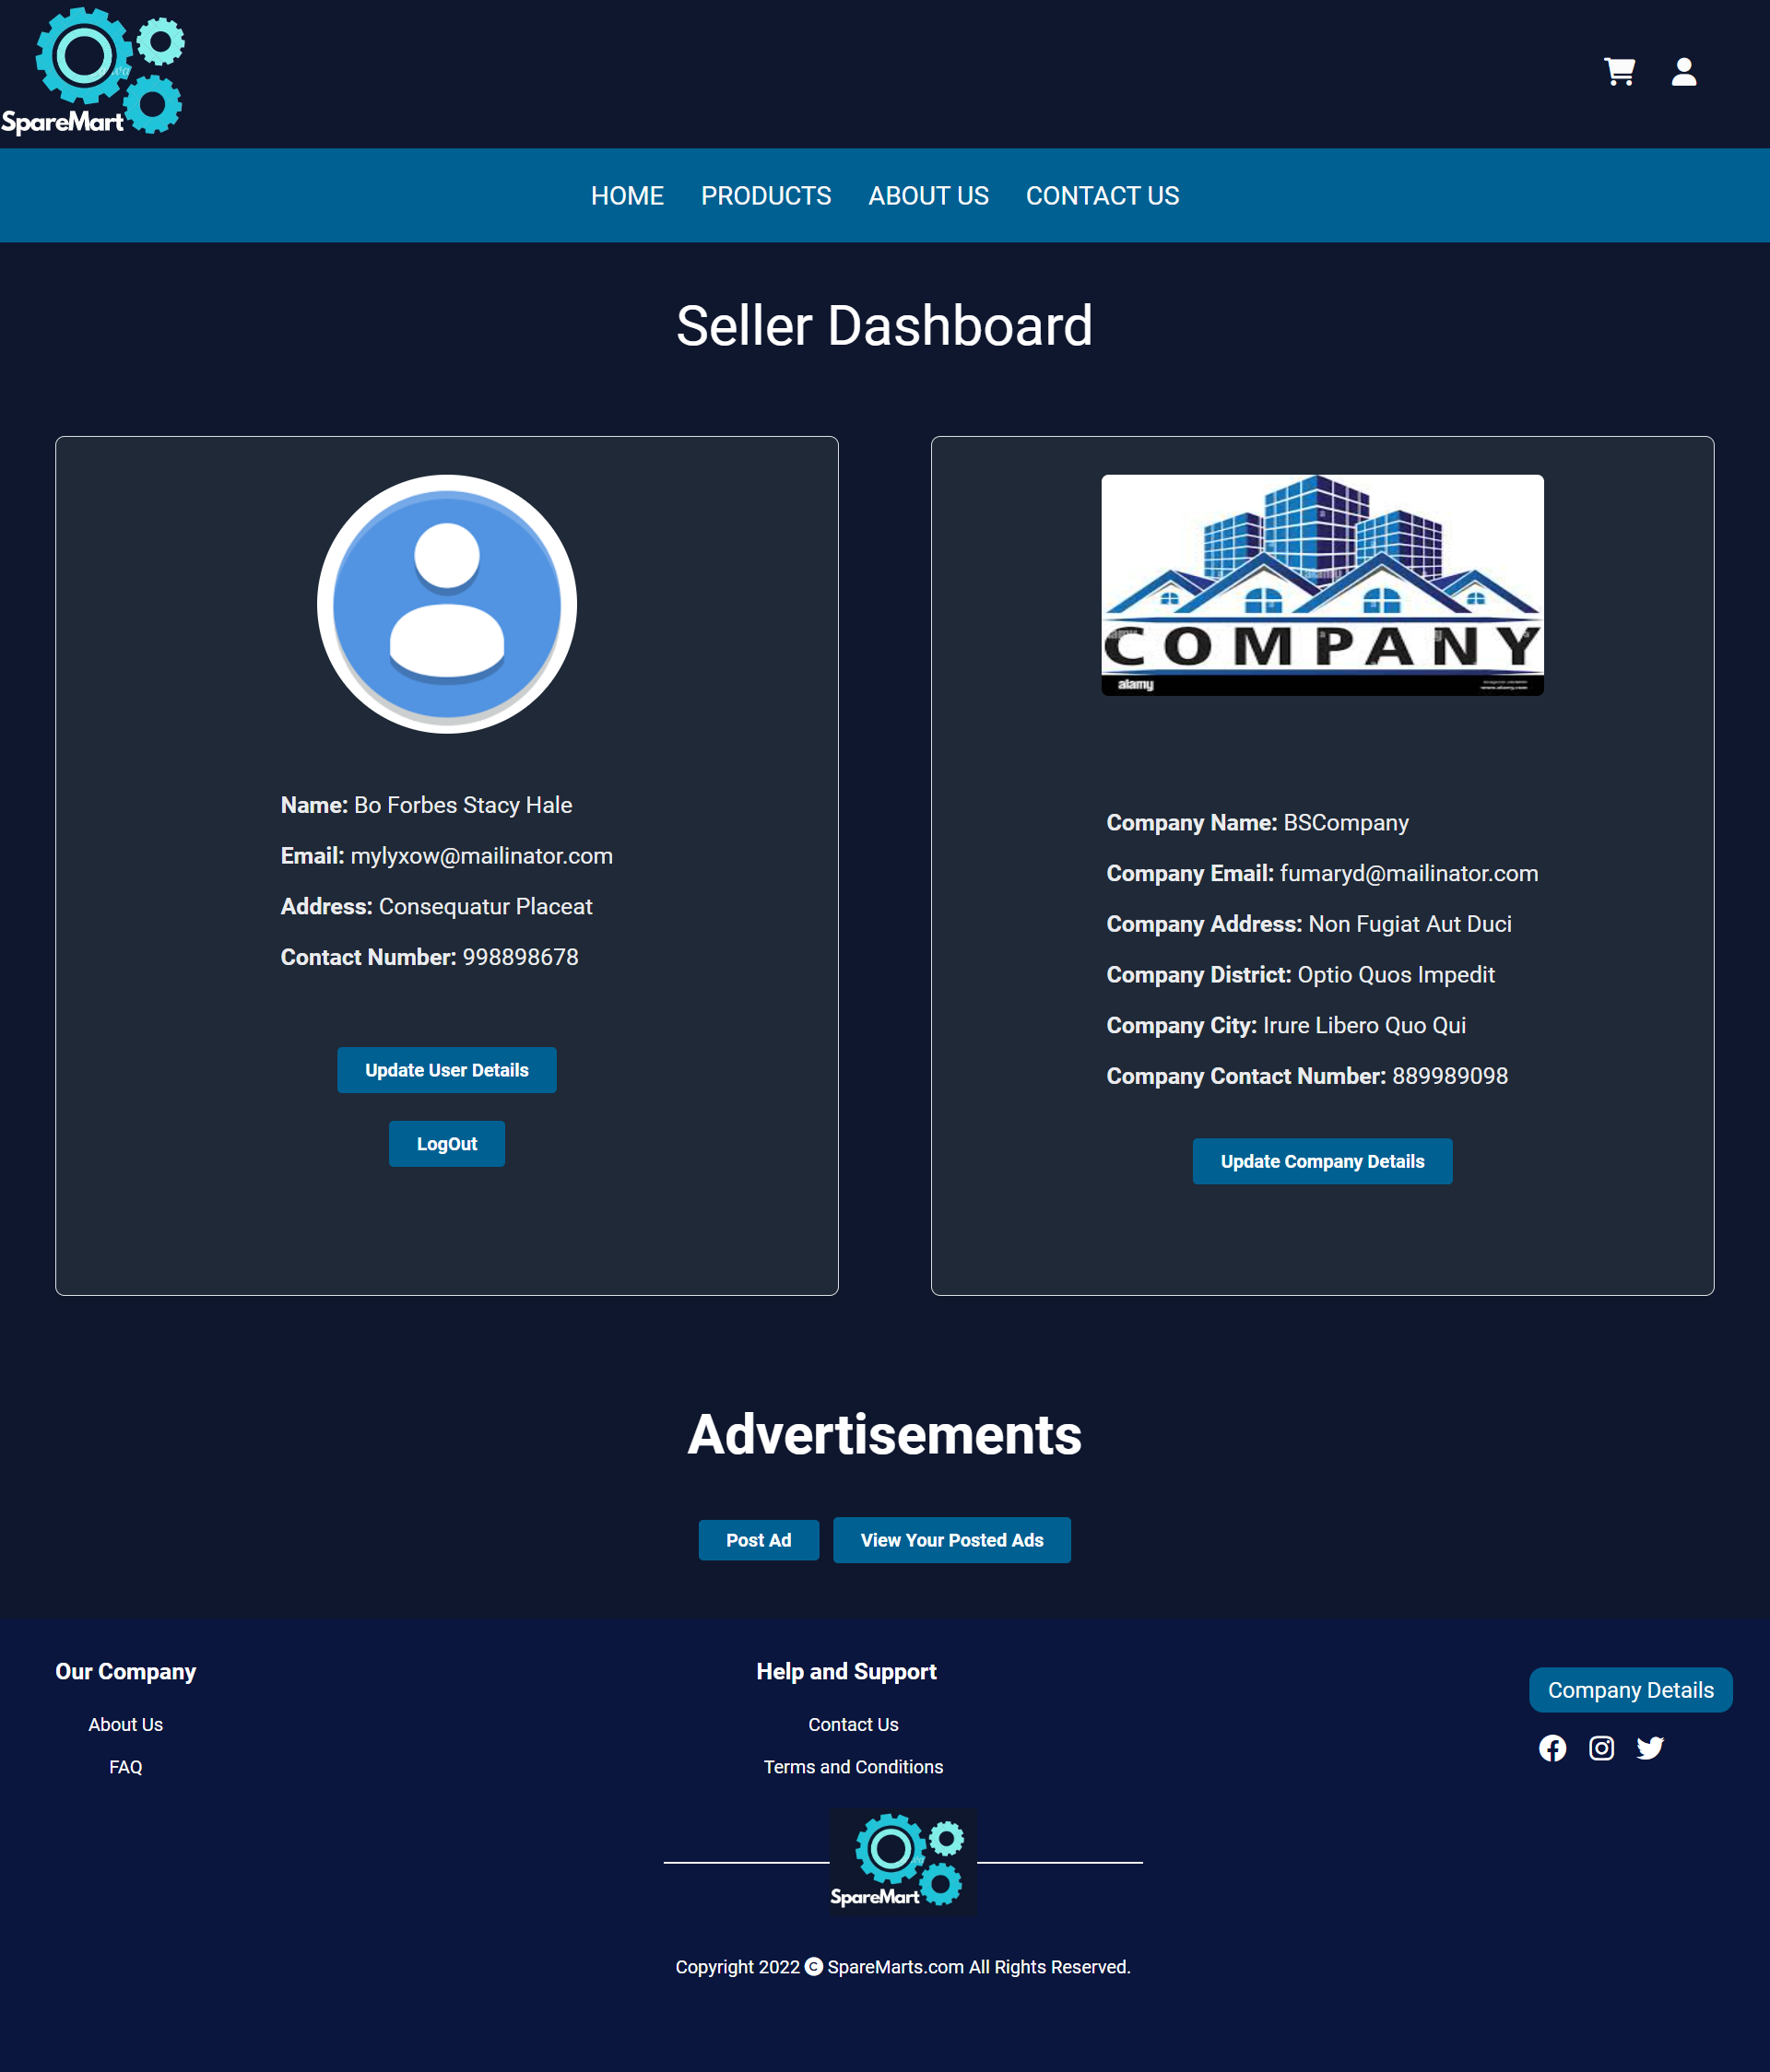 SpareMart
HOME PRODUCTS ABOUT US CONTACT US
Seller Dashboard
Name: Bo Forbes Stacy Hale
Email: mylyxow@mailinator.com
Address: Consequatur Placeat
Contact Number: 998898678
Update User Details
LogOut
COMPANY
alamy
www.alamy.com
Company Name: BSCompany
Company Email: fumaryd@mailinator.com
Company Address: Non Fugiat Aut Duci
Company District: Optio Quos Impedit
Company City: Irure Libero Quo Qui
Company Contact Number: 889989098
Update Company Details
Advertisements
Post Ad View Your Posted Ads
Our Company
About Us
FAQ
Help and Support
Contact Us
Terms and Conditions
Company Details
SpareMart
Copyright 2022 © SpareMarts.com All Rights Reserved.